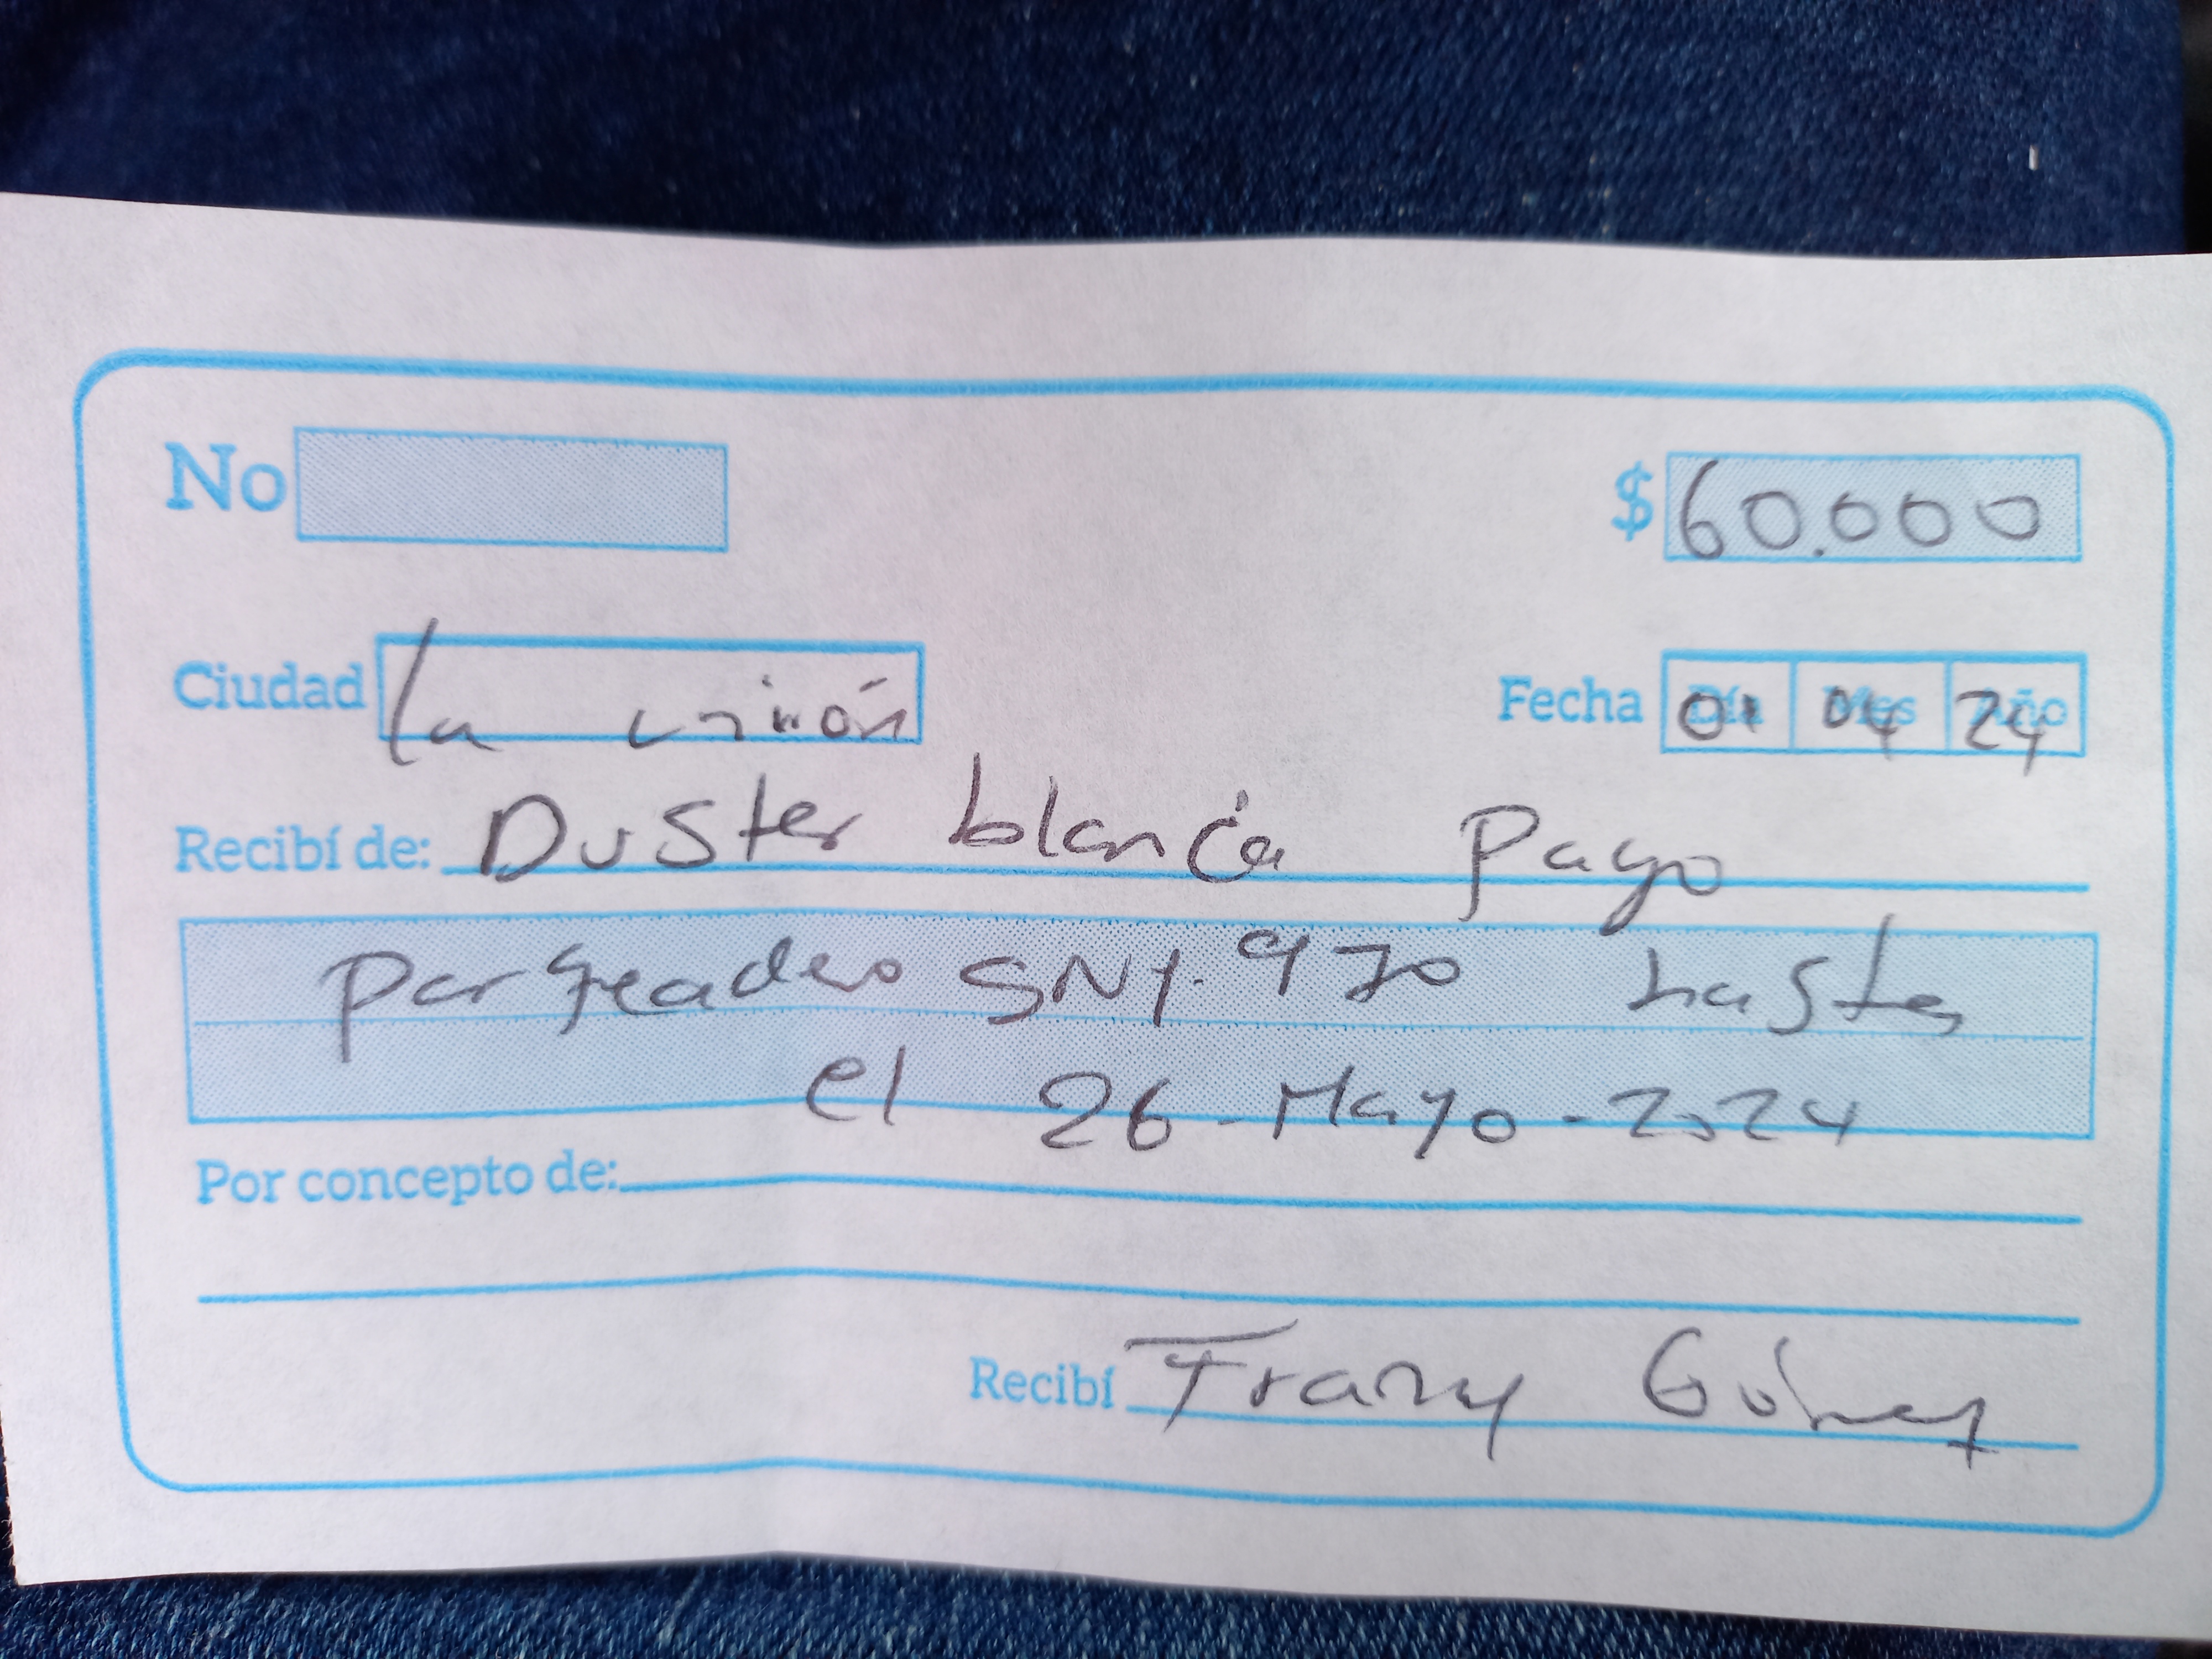 No
$ 60.000
Ciudad La unión
Fecha Día 01 Mes 04 Año 24
Recibí de: Duster blanca Pago
Parqueadero 970 hasta
el 26-Mayo-2024
Por concepto de:
Recibí Frany Gómez